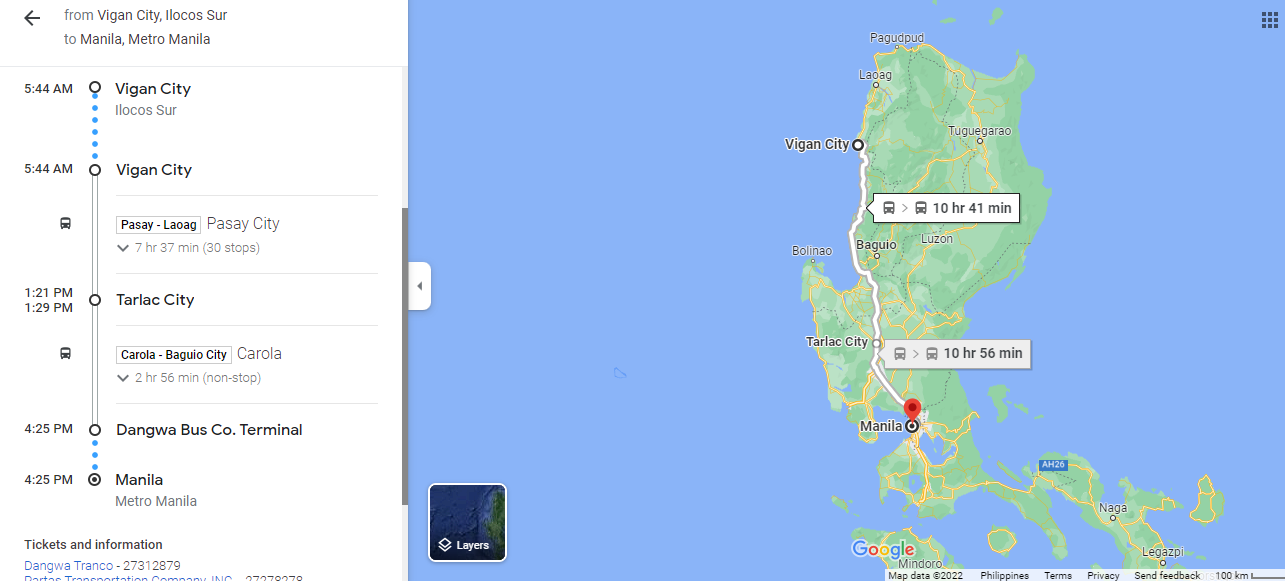 from Vigan City, Ilocos Sur
to Manila, Metro Manila
5:44 AM
Vigan City
Ilocos Sur
5:44 AM
Vigan City
Pasay - Laoag Pasay City
7 hr 37 min (30 stops)
1:21 PM
1:29 PM
Tarlac City
Carola - Baguio City Carola
2 hr 56 min (non-stop)
4:25 PM
Dangwa Bus Co. Terminal
4:25 PM
Manila
Metro Manila
Tickets and information
Dangwa Tranco - 27312879
Partas Transportation Company, INC. - 27278278
Pagudpud
Laoag
Tuguegarao
Vigan City
10 hr 41 min
Bolinao
Baguio
Luzon
Tarlac City
10 hr 56 min
Manila
AH26
Naga
Legazpi
Layers
Google
Mindoro
Map data ©2022
Philippines
Terms
Privacy
Send feedback
100 km